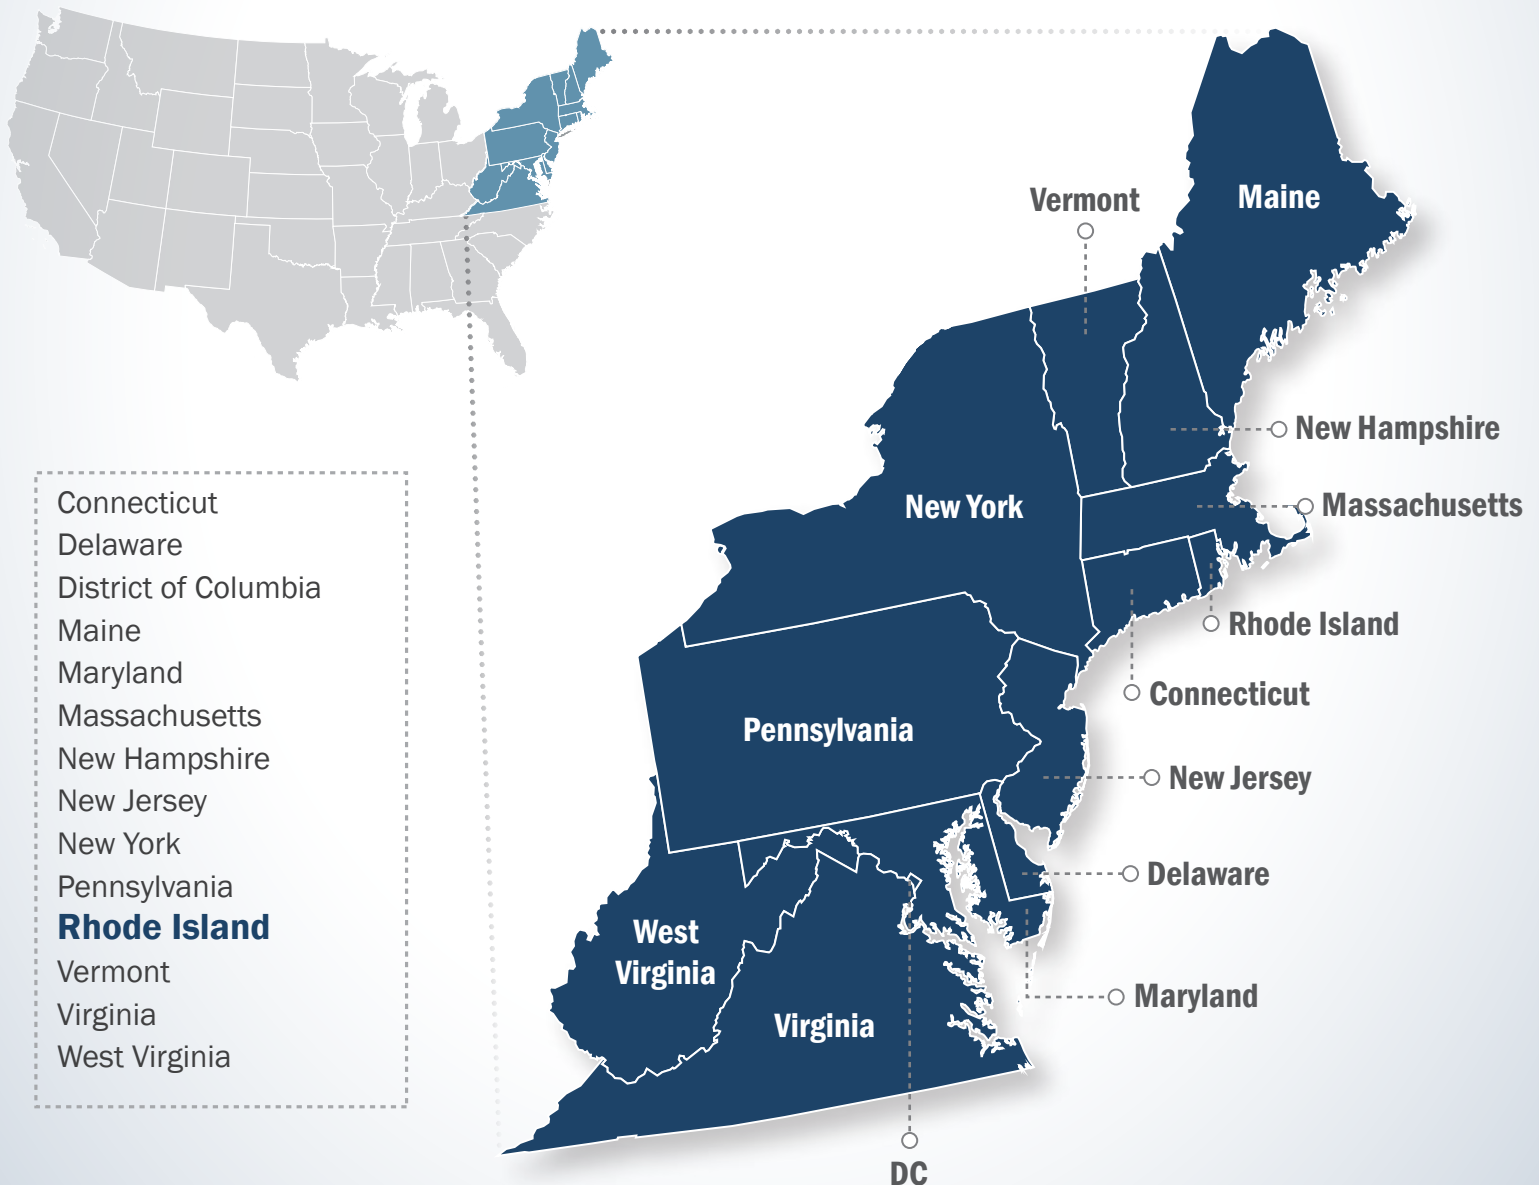 Connecticut
Delaware
District of Columbia
Maine
Maryland
Massachusetts
New Hampshire
New Jersey
New York
Pennsylvania
Rhode Island
Vermont
Virginia
West Virginia
Vermont
Maine
New Hampshire
New York
Massachusetts
Rhode Island
Connecticut
Pennsylvania
New Jersey
Delaware
West
Virginia
Maryland
Virginia
DC